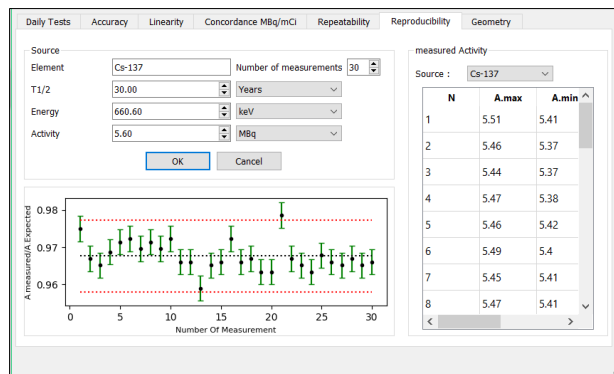 Daily Tests Accuracy Linearity Concordance MBq/mCi Repeatability Reproducibility Geometry
Source
Element Cs-137 Number of measurements 30
T1/2 30.00 Years
Energy 660.60 keV
Activity 5.60 MBq
OK Cancel
A measured/A.Expected
0.98
0.97
0.96
0 5 10 15 20 25 30
Number Of Measurement
measured Activity
Source : Cs-137
N A.max A.min
1 5.51 5.41
2 5.46 5.37
3 5.44 5.37
4 5.47 5.38
5 5.46 5.42
6 5.49 5.4
7 5.45 5.41
8 5.47 5.41